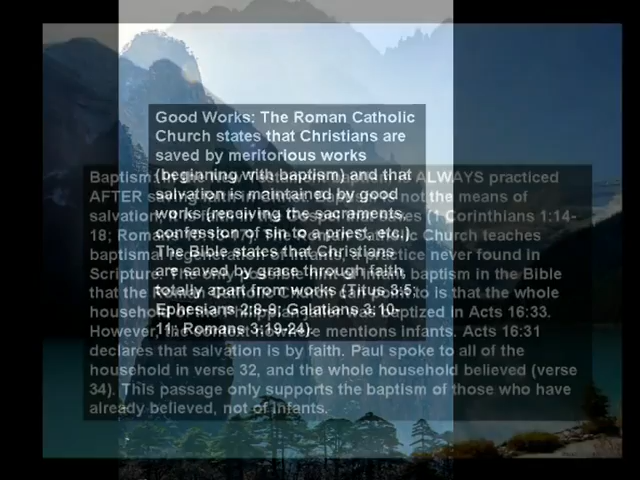 Good Works: The Roman Catholic
Church states that Christians are
saved by meritorious works
(beginning with baptism) and that
salvation is maintained by good
works (receiving the sacraments,
confession of sin to a priest, etc.)
The Bible states that Christians
are saved by grace through faith,
totally apart from works (Titus 3:5;
Ephesians 2:8-9; Galatians 3:10-
11; Romans 3:19-24).
Baptism: ALWAYS practiced
AFTER Baptism is not the means of
salvation (1 Corinthians 1:14-
18; Church teaches
baptismal a practice never found in
Scripture. baptism in the Bible
that the to is that the whole
household baptized in Acts 16:33.
However, mentions infants. Acts 16:31
declares that salvation is by faith. Paul spoke to all of the
household in verse 32, and the whole household believed (verse
34). This passage only supports the baptism of those who have
already believed, not of infants.